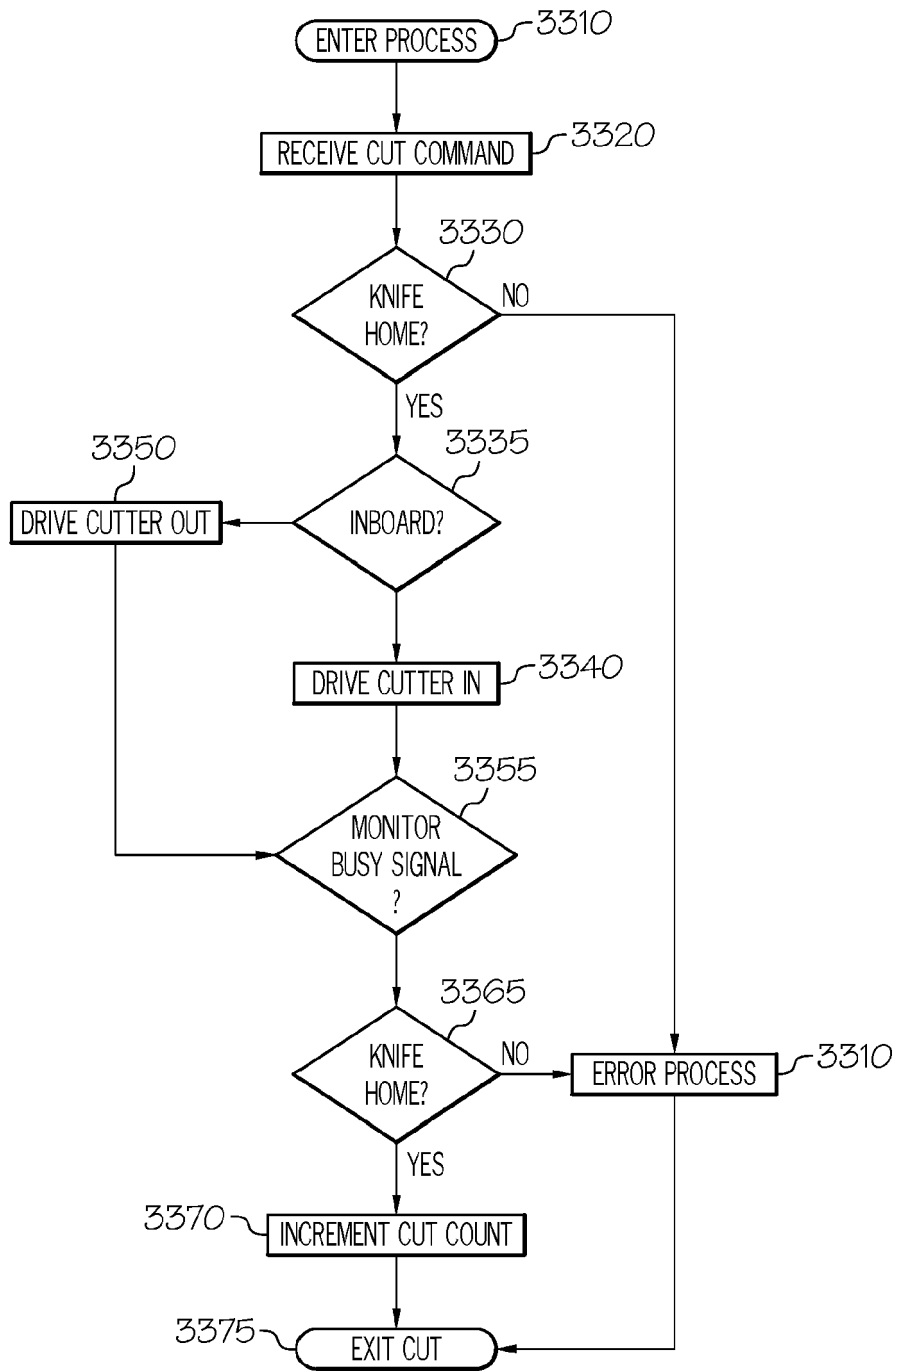 ENTER PROCESS
3310
RECEIVE CUT COMMAND
3320
3330
KNIFE
HOME?
NO
YES
3335
INBOARD?
3350
DRIVE CUTTER OUT
DRIVE CUTTER IN
3340
3355
MONITOR
BUSY SIGNAL
?
3365
KNIFE
HOME?
NO
ERROR PROCESS
3310
YES
3370
INCREMENT CUT COUNT
3375
EXIT CUT